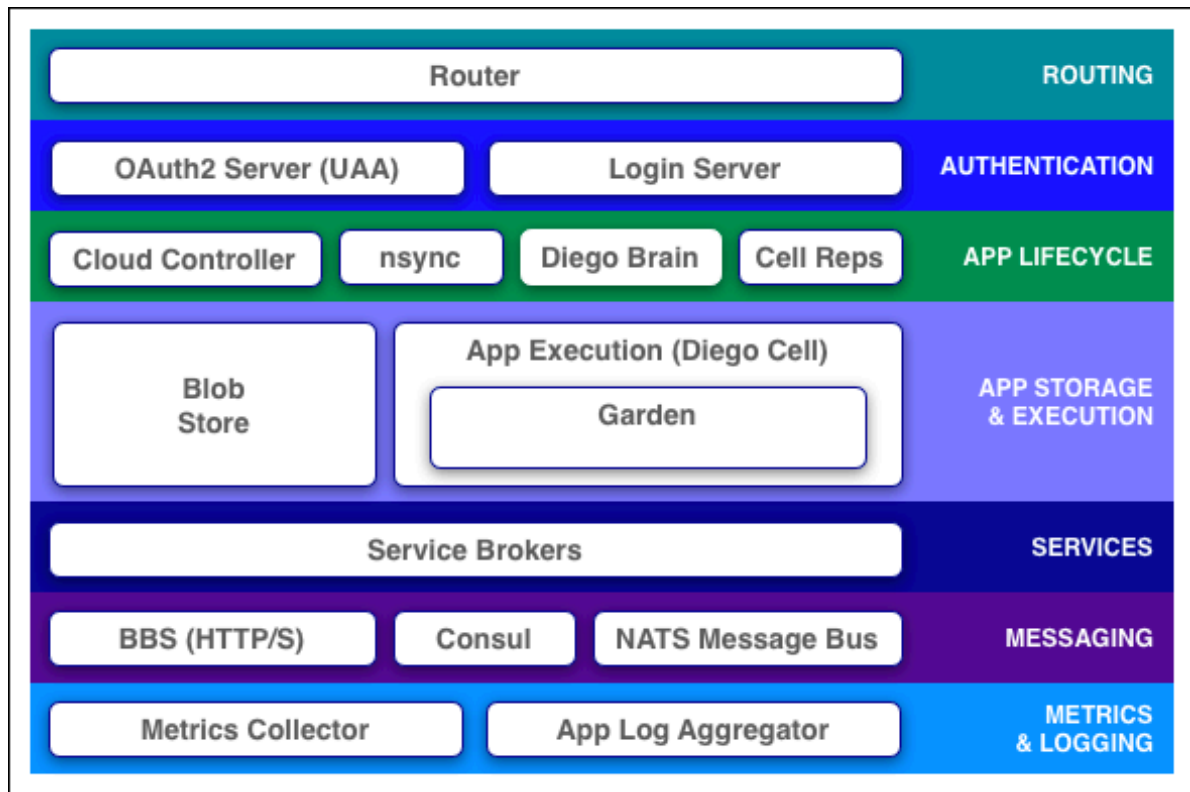 Router
ROUTING
OAuth2 Server (UAA)
Login Server
AUTHENTICATION
Cloud Controller
nsync
Diego Brain
Cell Reps
APP LIFECYCLE
Blob
Store
App Execution (Diego Cell)
Garden
APP STORAGE
& EXECUTION
Service Brokers
SERVICES
BBS (HTTP/S)
Consul
NATS Message Bus
MESSAGING
Metrics Collector
App Log Aggregator
METRICS
& LOGGING